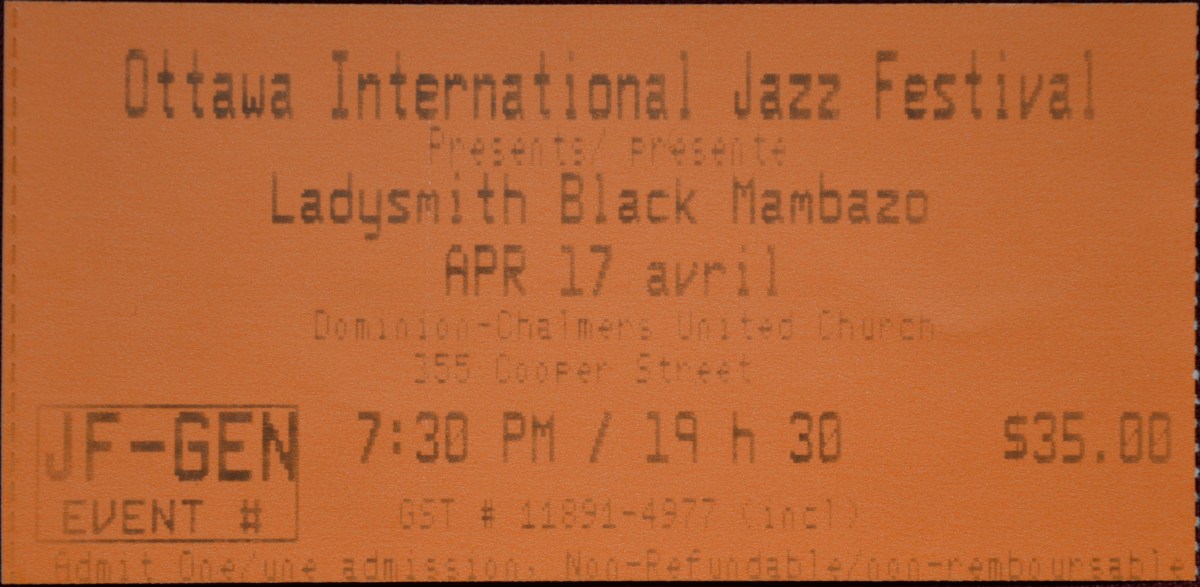 Ottawa International Jazz Festival
Presents/ présente
Ladysmith Black Mambazo
APR 17 avril
Dominion-Chalmers United Church
355 Cooper Street
JF-GEN 7:30 PM / 19 h 30 $35.00
EVENT # GST # 11891-4977 (incl)
Admit One/une admission, Non-Refundable/non-remboursable